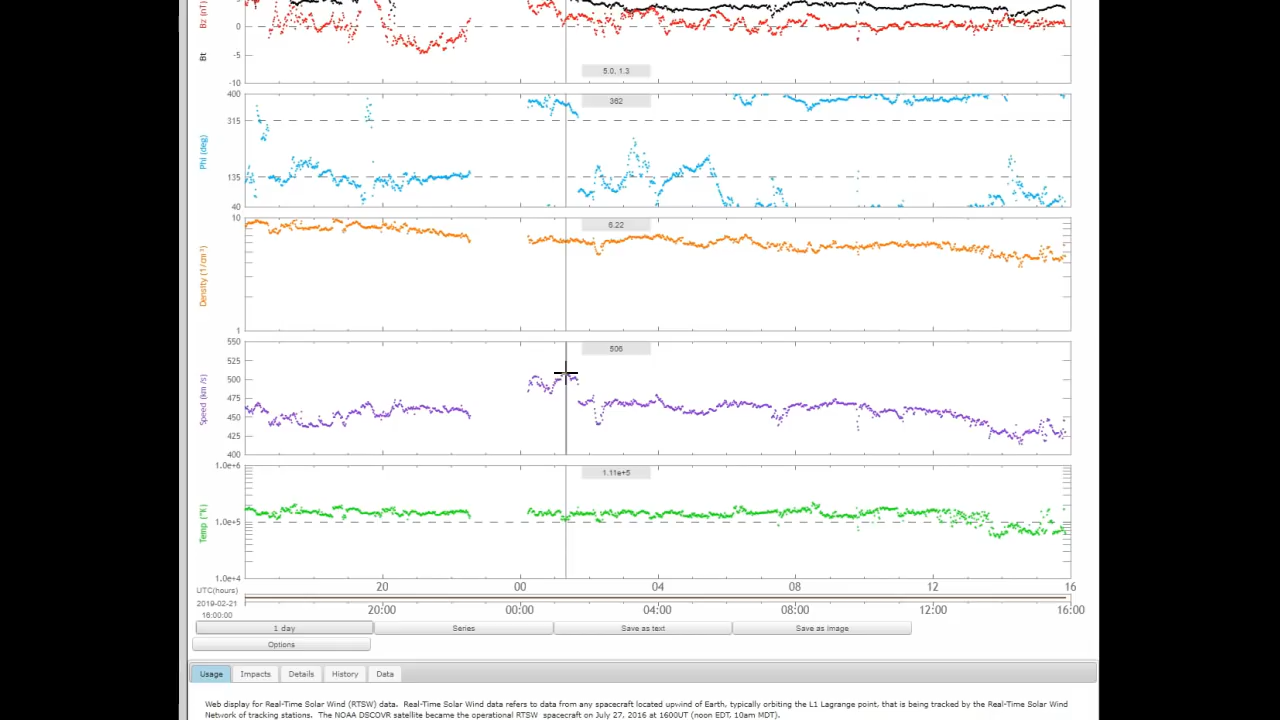 Bz (nT)
0
Bt
-5
-10
5.0, 1.3
Phi (deg)
400
315
135
40
362
Density (1/cm³)
10
1
6.22
Speed (km /s)
550
525
500
475
450
425
400
506
Temp (°K)
1.0e+6
1.0e+5
1.0e+4
1.11e+5
UTC(hours)
20 00 04 08 12 16
2019-02-21
16:00:00
20:00 00:00 04:00 08:00 12:00 16:00
1 day Series Save as text Save as image
Options
Usage Impacts Details History Data
Web display for Real-Time Solar Wind (RTSW) data. Real-Time Solar Wind data refers to data from any spacecraft located upwind of Earth, typically orbiting the L1 Lagrange point, that is being tracked by the Real-Time Solar Wind
Network of tracking stations. The NOAA DSCOVR satellite became the operational RTSW spacecraft on July 27, 2016 at 1600UT (noon EDT, 10am MDT).